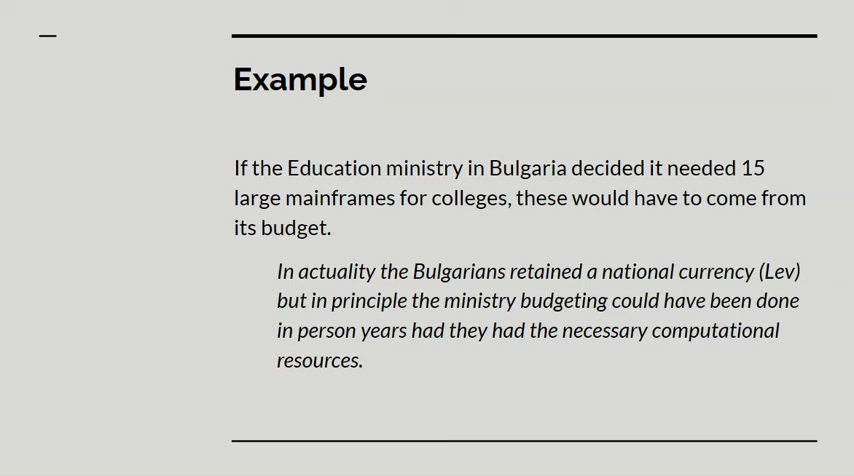 Example
If the Education ministry in Bulgaria decided it needed 15
large mainframes for colleges, these would have to come from
its budget.
In actuality the Bulgarians retained a national currency (Lev)
but in principle the ministry budgeting could have been done
in person years had they had the necessary computational
resources.